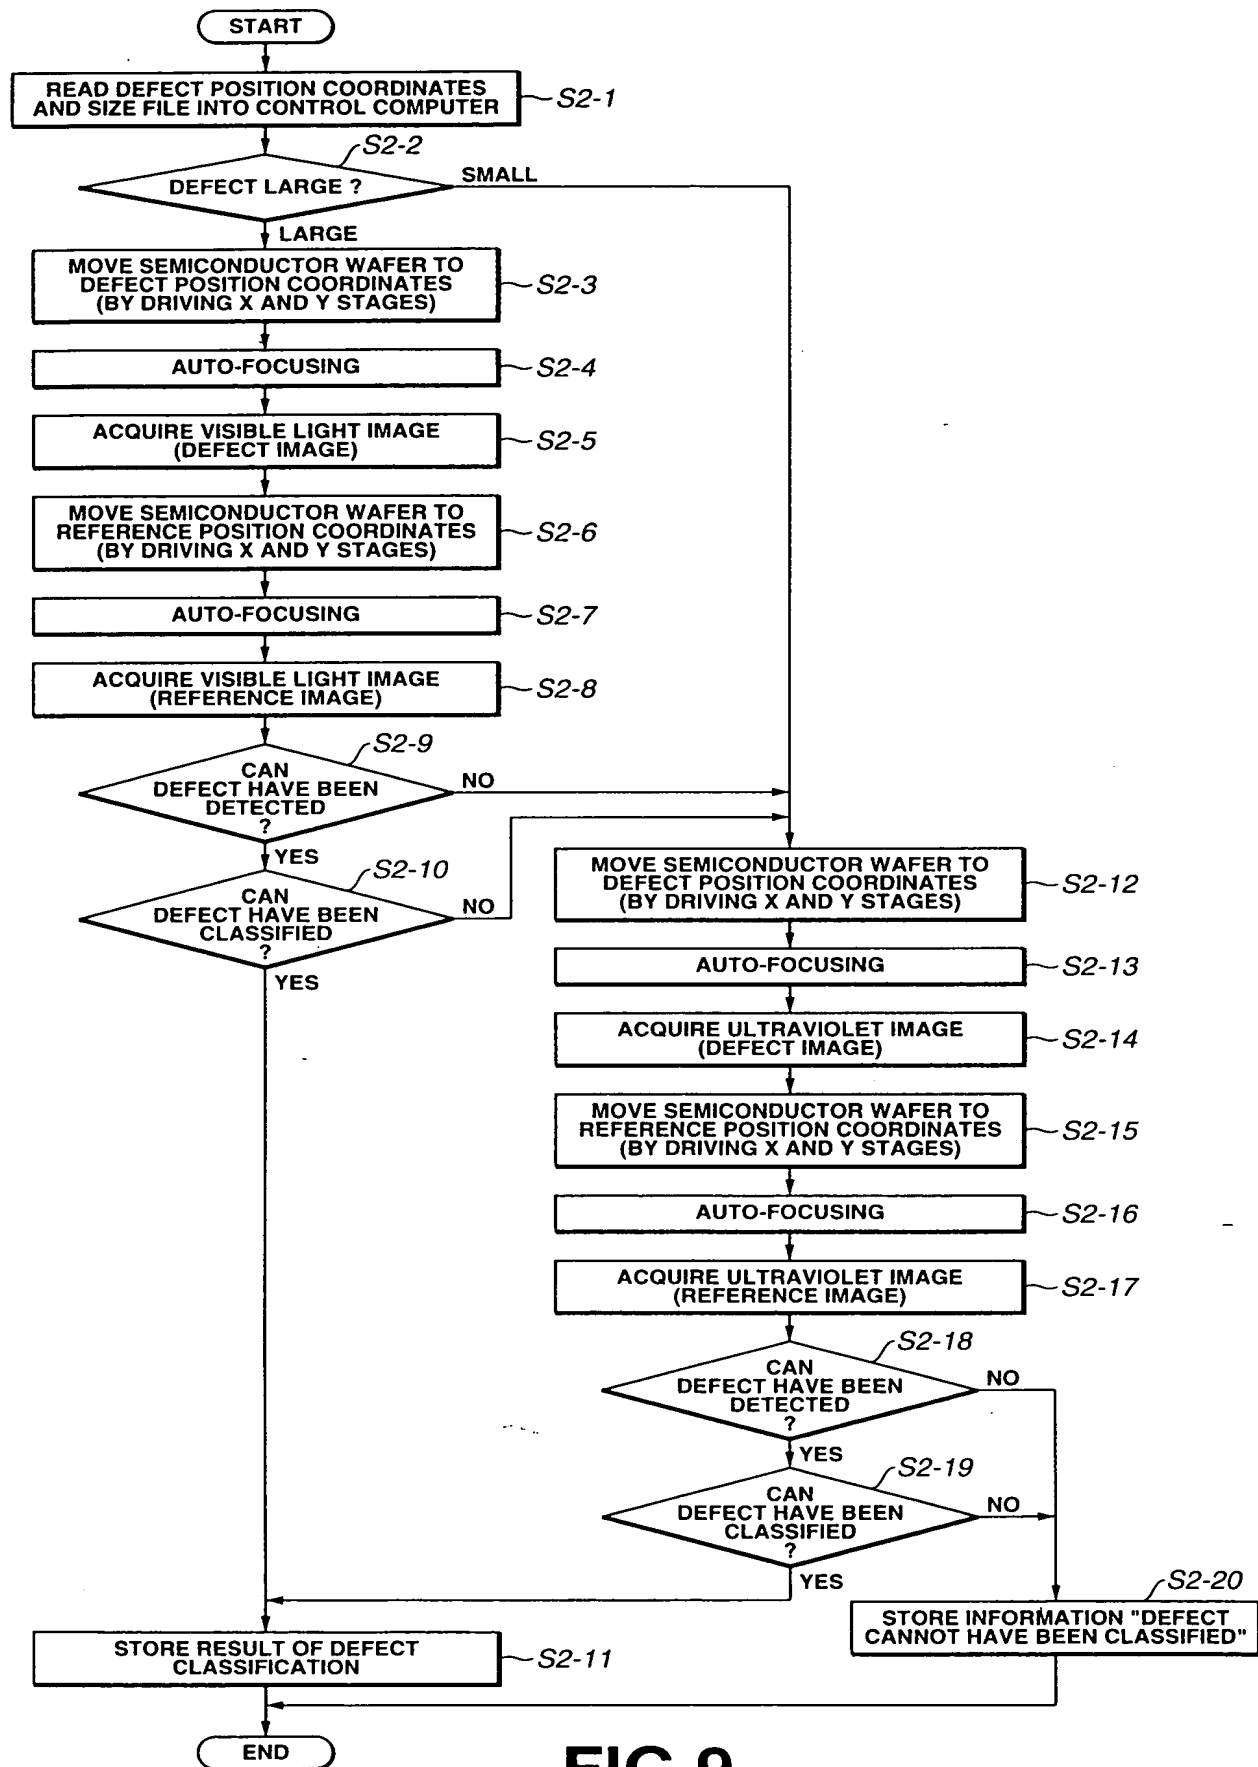 START
READ DEFECT POSITION COORDINATES
AND SIZE FILE INTO CONTROL COMPUTER
S2-1
S2-2
DEFECT LARGE ?
SMALL
LARGE
MOVE SEMICONDUCTOR WAFER TO
DEFECT POSITION COORDINATES
(BY DRIVING X AND Y STAGES)
S2-3
AUTO-FOCUSING
S2-4
ACQUIRE VISIBLE LIGHT IMAGE
(DEFECT IMAGE)
S2-5
MOVE SEMICONDUCTOR WAFER TO
REFERENCE POSITION COORDINATES
(BY DRIVING X AND Y STAGES)
S2-6
AUTO-FOCUSING
S2-7
ACQUIRE VISIBLE LIGHT IMAGE
(REFERENCE IMAGE)
S2-8
S2-9
CAN
DEFECT HAVE BEEN
DETECTED
?
NO
YES
S2-10
CAN
DEFECT HAVE BEEN
CLASSIFIED
?
NO
YES
MOVE SEMICONDUCTOR WAFER TO
DEFECT POSITION COORDINATES
(BY DRIVING X AND Y STAGES)
S2-12
AUTO-FOCUSING
S2-13
ACQUIRE ULTRAVIOLET IMAGE
(DEFECT IMAGE)
S2-14
MOVE SEMICONDUCTOR WAFER TO
REFERENCE POSITION COORDINATES
(BY DRIVING X AND Y STAGES)
S2-15
AUTO-FOCUSING
S2-16
ACQUIRE ULTRAVIOLET IMAGE
(REFERENCE IMAGE)
S2-17
S2-18
CAN
DEFECT HAVE BEEN
DETECTED
?
NO
YES
S2-19
CAN
DEFECT HAVE BEEN
CLASSIFIED
?
NO
YES
S2-20
STORE INFORMATION "DEFECT
CANNOT HAVE BEEN CLASSIFIED"
STORE RESULT OF DEFECT
CLASSIFICATION
S2-11
END
FIG.9